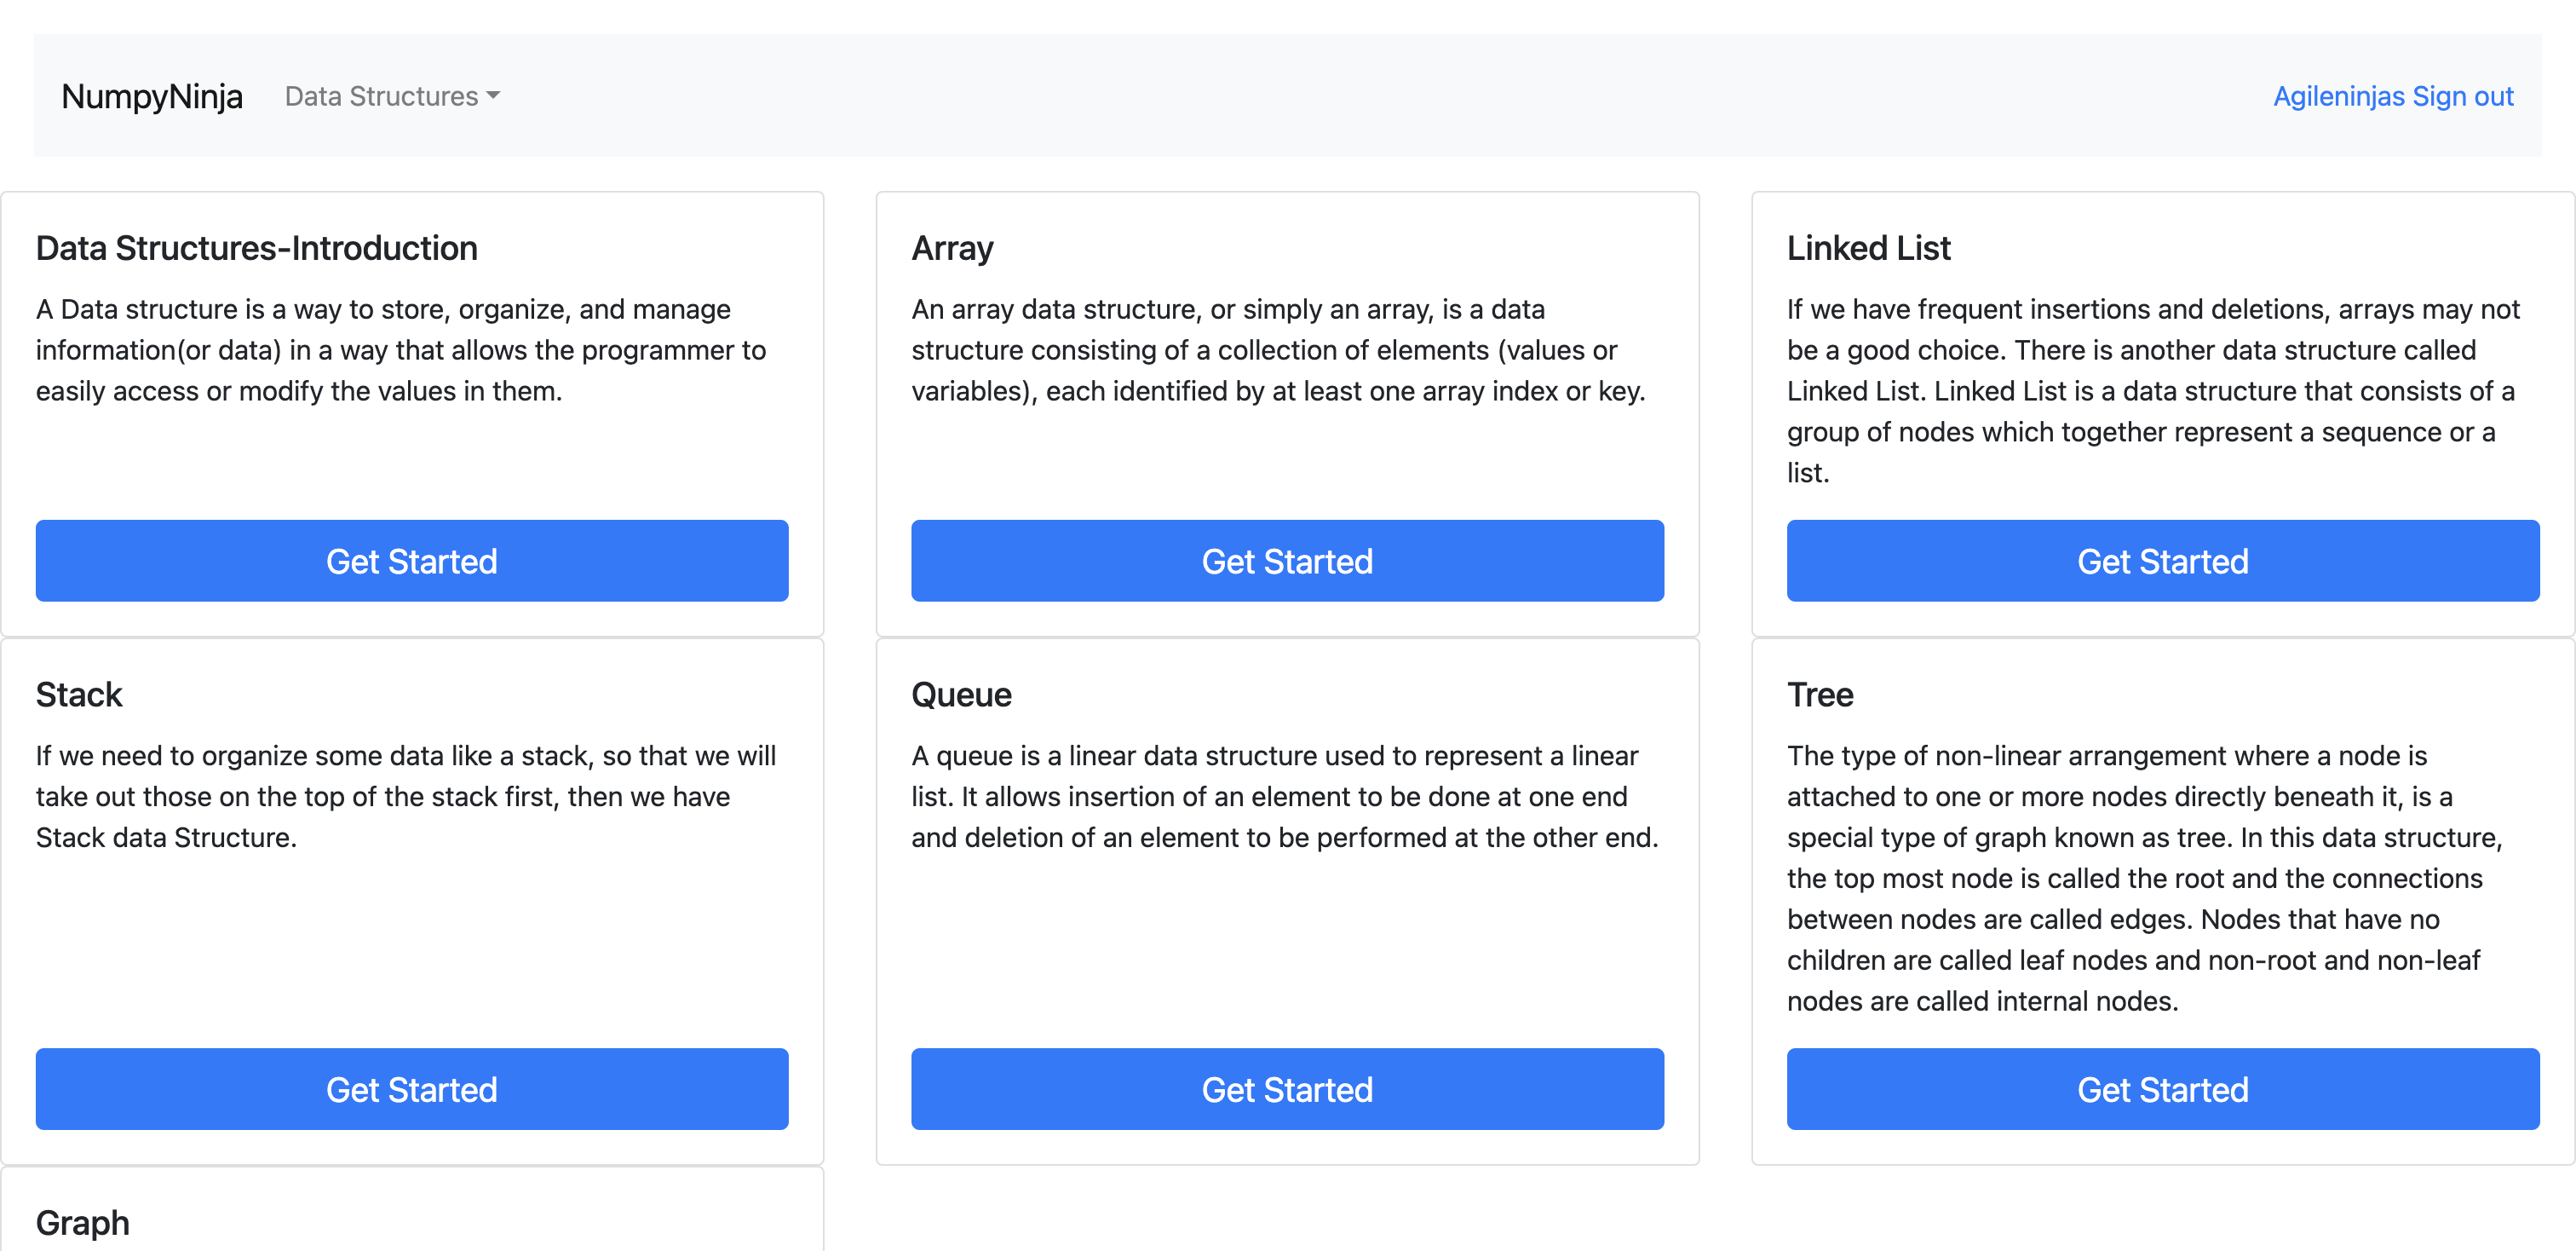 NumpyNinja Data Structures Agileninjas Sign out
Data Structures-Introduction
A Data structure is a way to store, organize, and manage
information(or data) in a way that allows the programmer to
easily access or modify the values in them.
Get Started
Array
An array data structure, or simply an array, is a data
structure consisting of a collection of elements (values or
variables), each identified by at least one array index or key.
Get Started
Linked List
If we have frequent insertions and deletions, arrays may not
be a good choice. There is another data structure called
Linked List. Linked List is a data structure that consists of a
group of nodes which together represent a sequence or a
list.
Get Started
Stack
If we need to organize some data like a stack, so that we will
take out those on the top of the stack first, then we have
Stack data Structure.
Get Started
Queue
A queue is a linear data structure used to represent a linear
list. It allows insertion of an element to be done at one end
and deletion of an element to be performed at the other end.
Get Started
Tree
The type of non-linear arrangement where a node is
attached to one or more nodes directly beneath it, is a
special type of graph known as tree. In this data structure,
the top most node is called the root and the connections
between nodes are called edges. Nodes that have no
children are called leaf nodes and non-root and non-leaf
nodes are called internal nodes.
Get Started
Graph